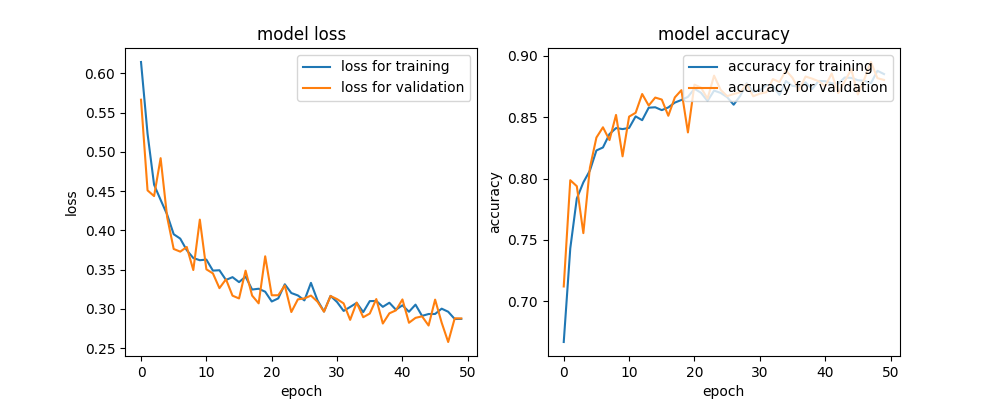 model loss
loss for training
loss for validation
0.60
0.55
0.50
0.45
0.40
0.35
0.30
0.25
loss
0 10 20 30 40 50
epoch
model accuracy
accuracy for training
accuracy for validation
0.90
0.85
0.80
0.75
0.70
accuracy
0 10 20 30 40 50
epoch